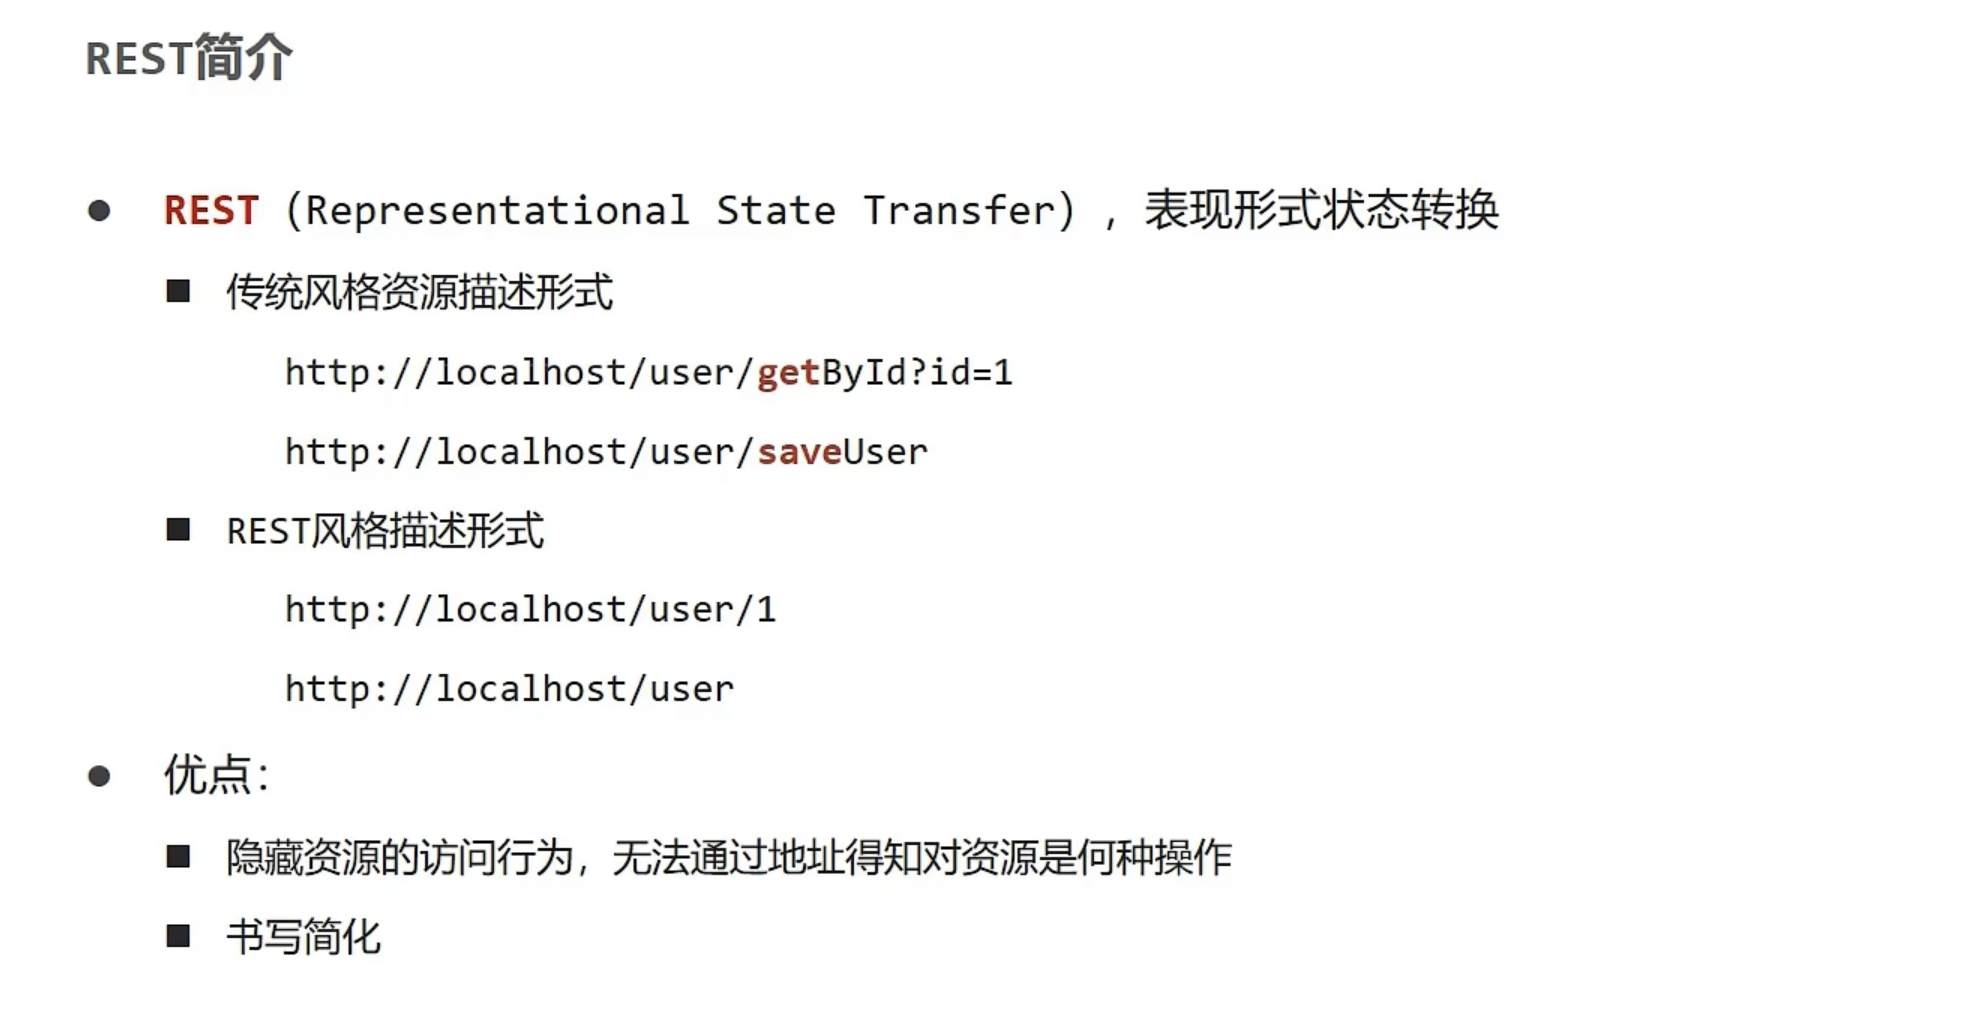 REST简介
REST（Representational State Transfer），表现形式状态转换
传统风格资源描述形式
http://localhost/user/getById?id=1
http://localhost/user/saveUser
REST风格描述形式
http://localhost/user/1
http://localhost/user
优点：
隐藏资源的访问行为，无法通过地址得知对资源是何种操作
书写简化